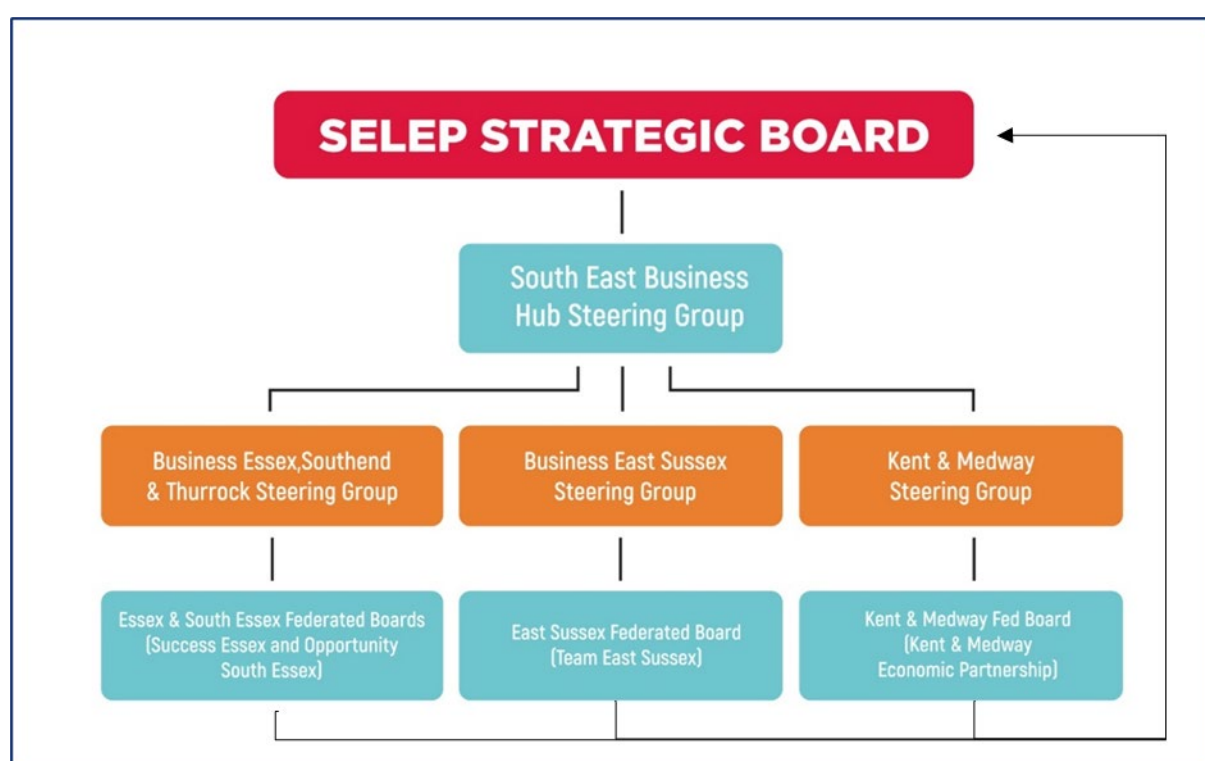 SELEP STRATEGIC BOARD
South East Business
Hub Steering Group
Business Essex,Southend
& Thurrock Steering Group
Business East Sussex
Steering Group
Kent & Medway
Steering Group
Essex & South Essex Federated Boards
(Success Essex and Opportunity
South Essex)
East Sussex Federated Board
(Team East Sussex)
Kent & Medway Fed Board
(Kent & Medway
Economic Partnership)